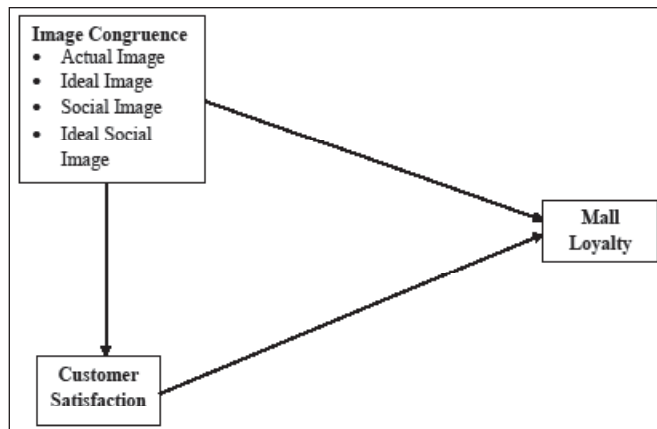 Image Congruence
• Actual Image
• Ideal Image
• Social Image
• Ideal Social
Image
Mall
Loyalty
Customer
Satisfaction